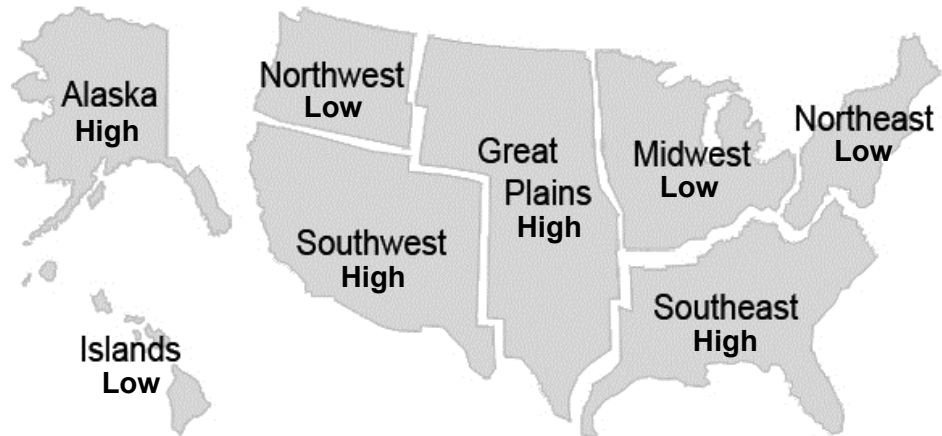 Alaska
High
Northwest
Low
Great
Plains
High
Midwest
Low
Northeast
Low
Southwest
High
Southeast
High
Islands
Low